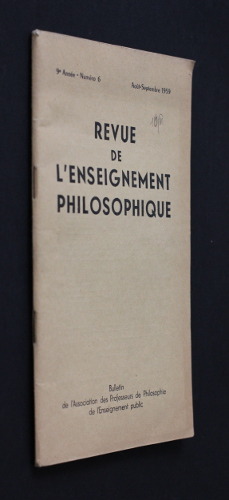 9e Année - Numéro 6
Août-Septembre 1959
REVUE
DE
L'ENSEIGNEMENT
PHILOSOPHIQUE
Bulletin
de l'Association des Professeurs de Philosophie
de l'Enseignement public